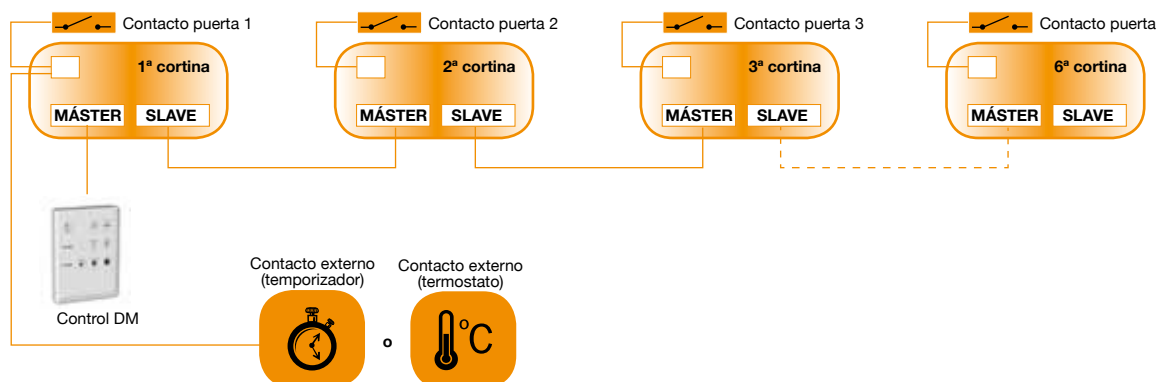 Contacto puerta 1
Contacto puerta 2
Contacto puerta 3
Contacto puerta
1ª cortina
2ª cortina
3ª cortina
6ª cortina
MÁSTER SLAVE
MÁSTER SLAVE
MÁSTER SLAVE
MÁSTER SLAVE
Control DM
Contacto externo
(temporizador)
o
Contacto externo
(termostato)
°C